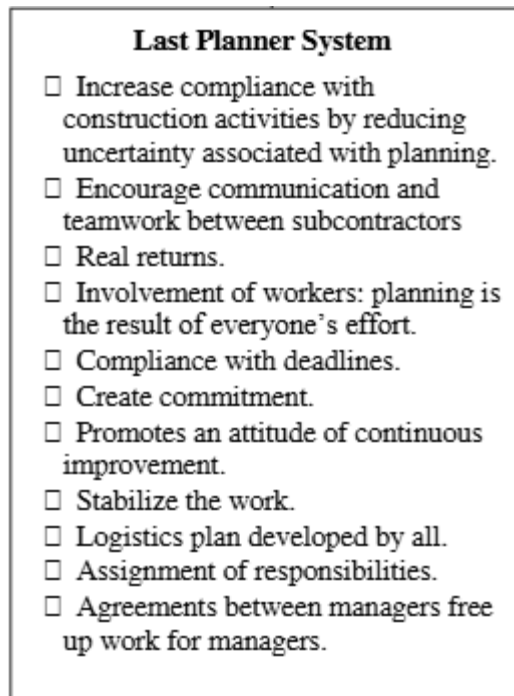 Last Planner System
☐ Increase compliance with
construction activities by reducing
uncertainty associated with planning.
☐ Encourage communication and
teamwork between subcontractors
☐ Real returns.
☐ Involvement of workers: planning is
the result of everyone’s effort.
☐ Compliance with deadlines.
☐ Create commitment.
☐ Promotes an attitude of continuous
improvement.
☐ Stabilize the work.
☐ Logistics plan developed by all.
☐ Assignment of responsibilities.
☐ Agreements between managers free
up work for managers.